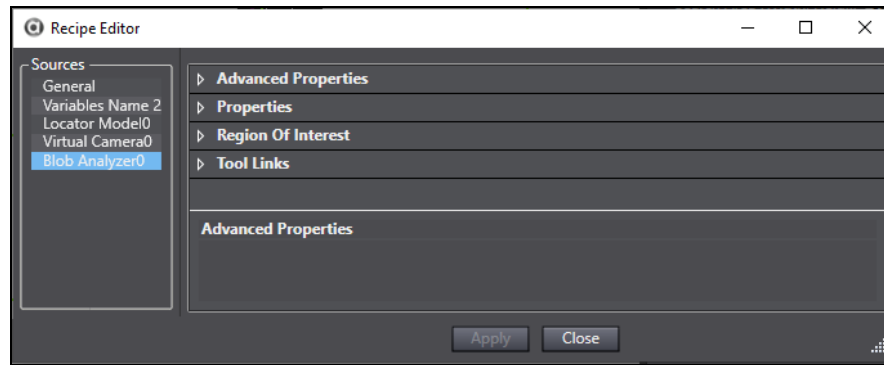 Recipe Editor
Sources
General
Variables Name 2
Locator Model0
Virtual Camera0
Blob Analyzer0
Advanced Properties
Properties
Region Of Interest
Tool Links
Advanced Properties
Apply
Close